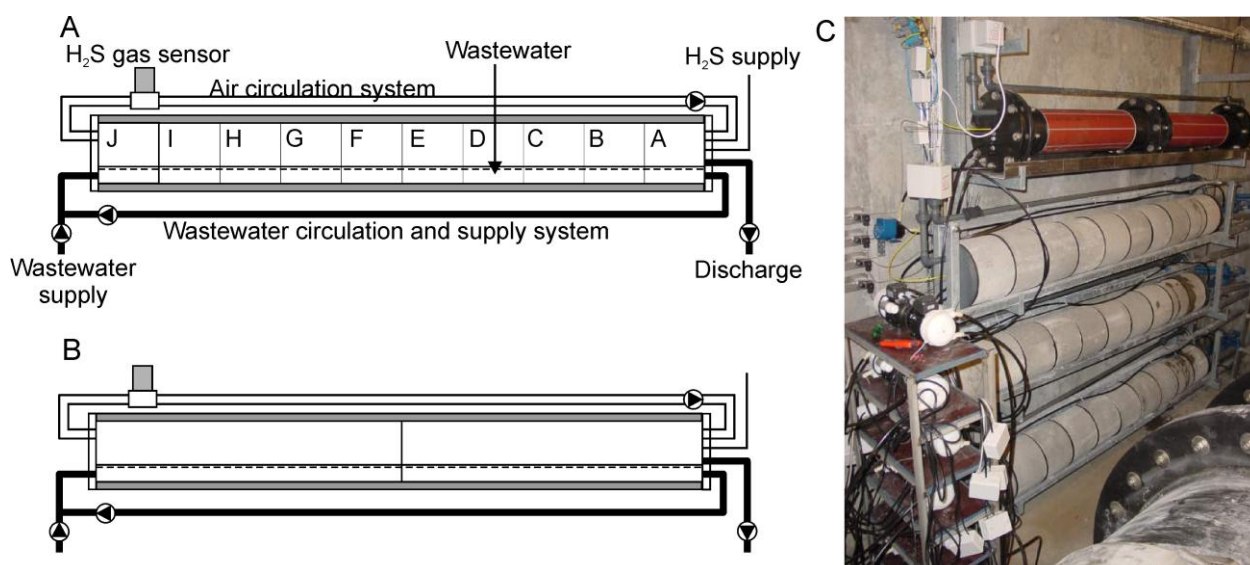 A
H₂S gas sensor
Wastewater
H₂S supply
Air circulation system
J I H G F E D C B A
Wastewater circulation and supply system
Wastewater
supply
Discharge
B
C